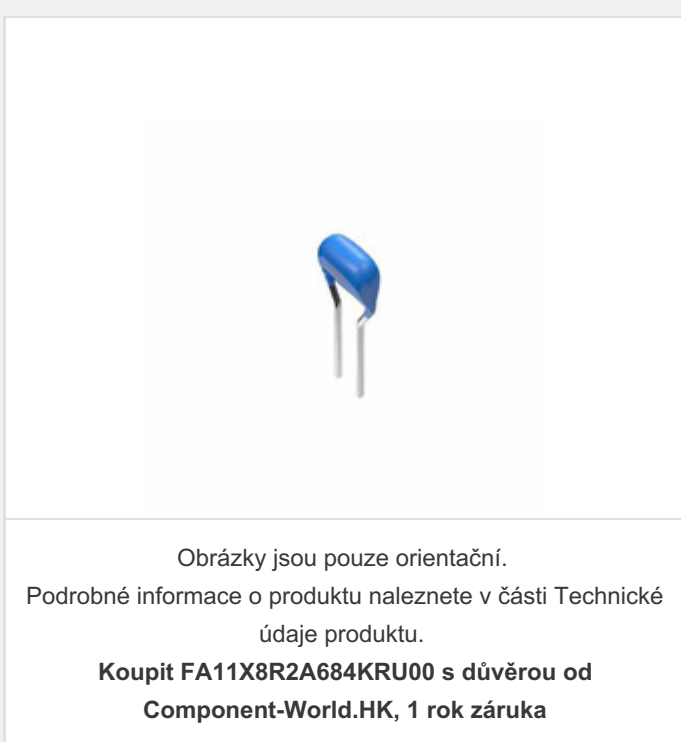 Obrázky jsou pouze orientační.
Podrobné informace o produktu naleznete v části Technické
údaje produktu.
Koupit FA11X8R2A684KRU00 s důvěrou od
Component-World.HK, 1 rok záruka